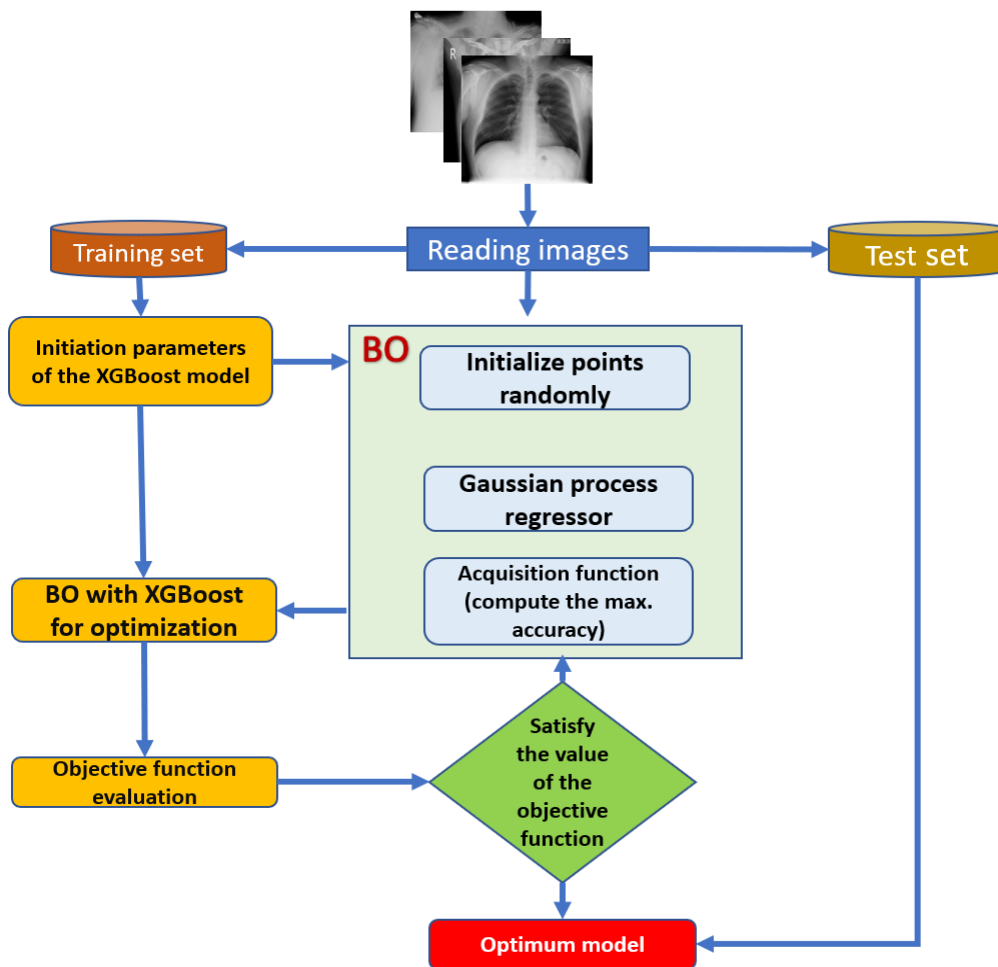 R
Training set
Reading images
Test set
Initiation parameters
of the XGBoost model
BO
Initialize points
randomly
Gaussian process
regressor
Acquisition function
(compute the max.
accuracy)
BO with XGBoost
for optimization
Objective function
evaluation
Satisfy
the value
of the
objective
function
Optimum model